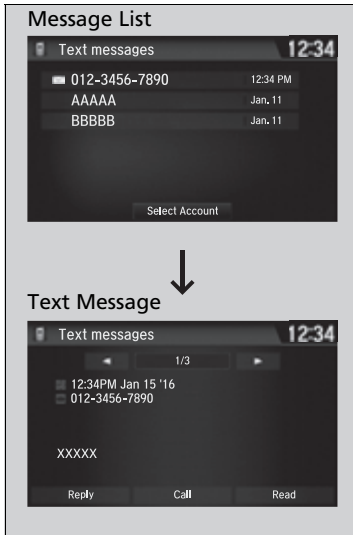 Message List
Text messages 12:34
012-3456-7890 12:34 PM
AAAAA Jan. 11
BBBBB Jan. 11
Select Account
Text Message
Text messages 12:34
1/3
12:34PM Jan 15 '16
012-3456-7890
XXXXX
Reply Call Read